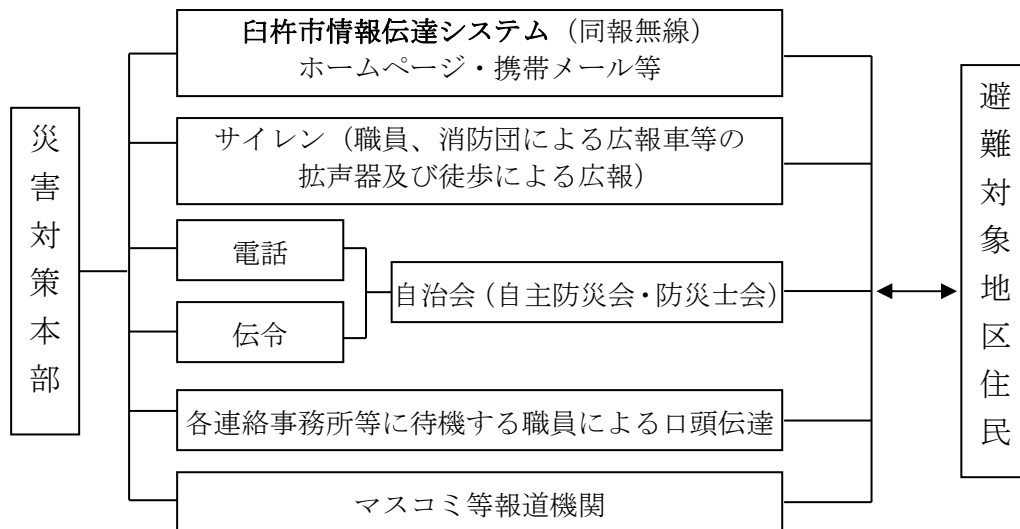 災害対策本部
臼杵市情報伝達システム（同報無線）
ホームページ・携帯メール等
サイレン（職員、消防団による広報車等の
拡声器及び徒歩による広報）
電話
伝令
自治会（自主防災会・防災士会）
各連絡事務所等に待機する職員による口頭伝達
マスコミ等報道機関
避難対象地区住民